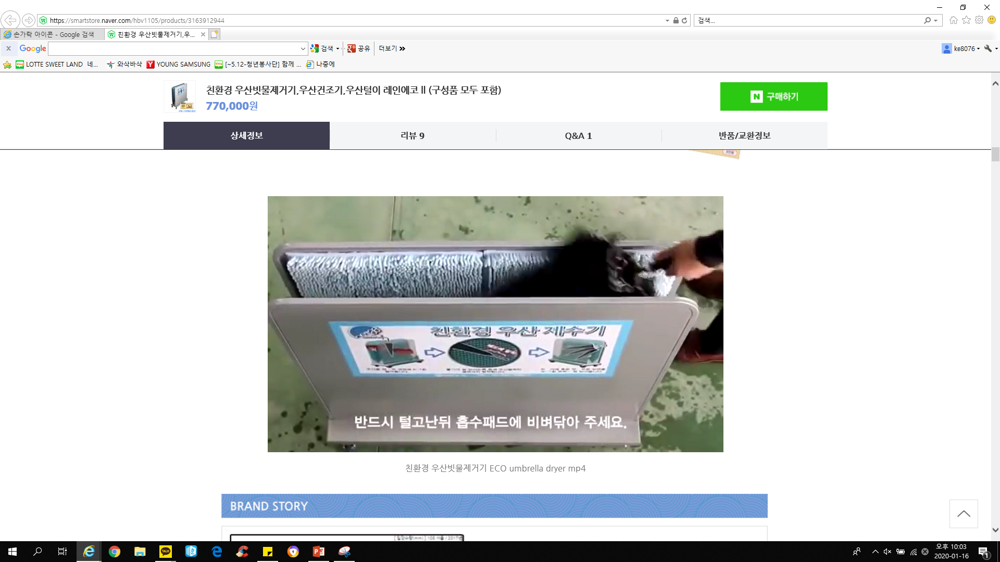 https://smartstore.naver.com/hbv1105/products/3163912944
검색...
손가락 아이콘 - Google 검색
친환경 우산빗물제거기,우...
x Google
검색
공유
더보기 »
ke8076
LOTTE SWEET LAND 네...
와삭바삭
YOUNG SAMSUNG
[~5.12-청년봉사단] 함께 ...
나중에
친환경 우산빗물제거기,우산건조기,우산털이 레인에코 ll (구성품 모두 포함)
770,000원
N 구매하기
상세정보
리뷰 9
Q&A 1
반품/교환정보
친환경 우산 제수기
반드시 털고난뒤 흡수패드에 비벼닦아 주세요.
친환경 우산빗물제거기 ECO umbrella dryer mp4
BRAND STORY
TALK
오후 10:03
2020-01-16
1